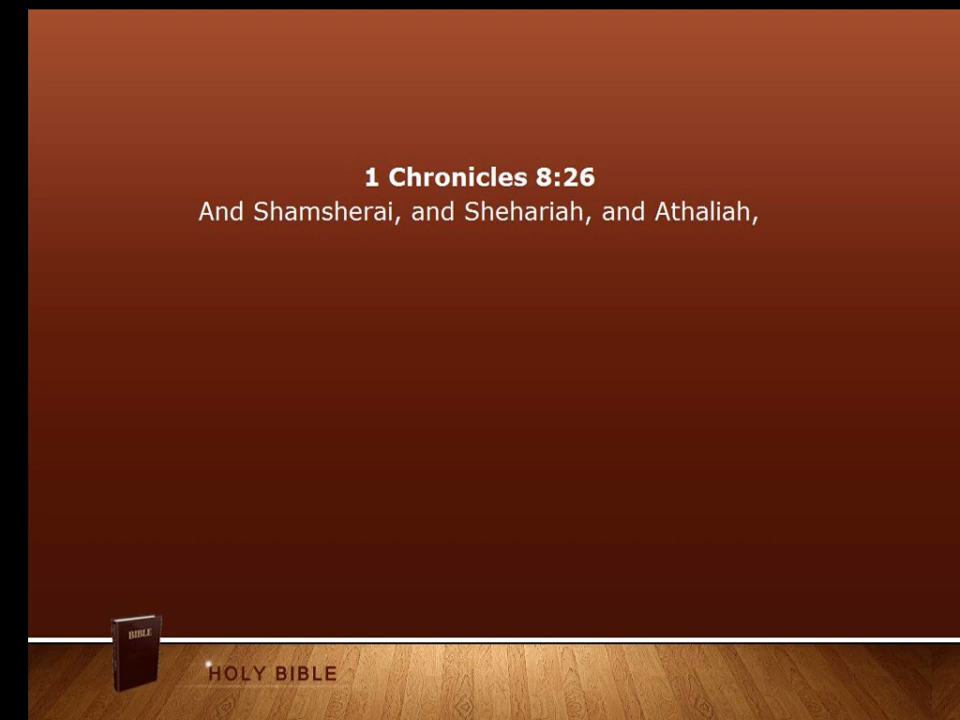 1 Chronicles 8:26
And Shamsherai, and Shehariah, and Athaliah,
BIBLE
HOLY BIBLE